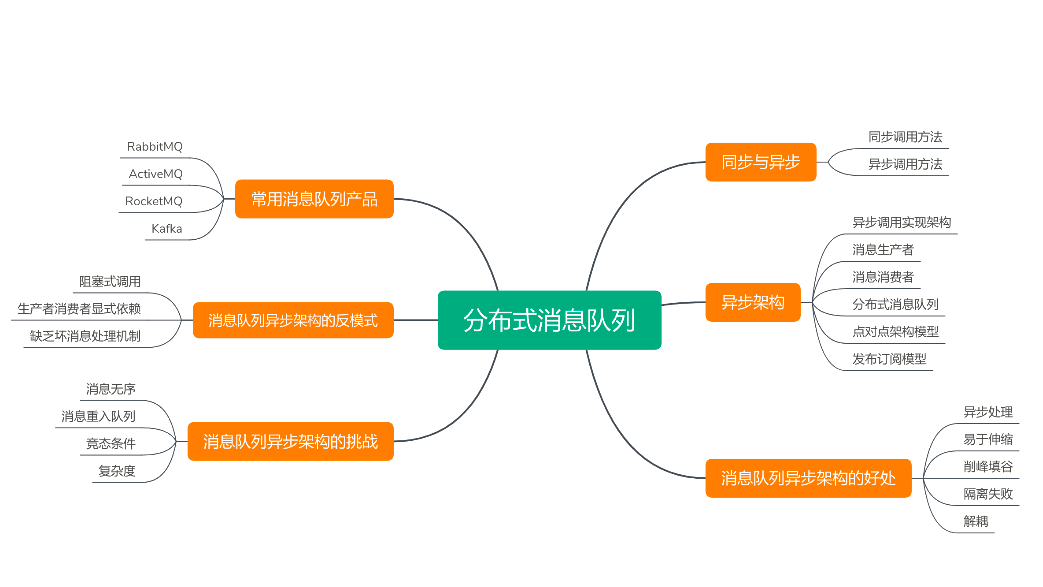 分布式消息队列
同步与异步
同步调用方法
异步调用方法
异步架构
异步调用实现架构
消息生产者
消息消费者
分布式消息队列
点对点架构模型
发布订阅模型
消息队列异步架构的好处
异步处理
易于伸缩
削峰填谷
隔离失败
解耦
常用消息队列产品
RabbitMQ
ActiveMQ
RocketMQ
Kafka
消息队列异步架构的反模式
阻塞式调用
生产者消费者显式依赖
缺乏坏消息处理机制
消息队列异步架构的挑战
消息无序
消息重入队列
竞态条件
复杂度